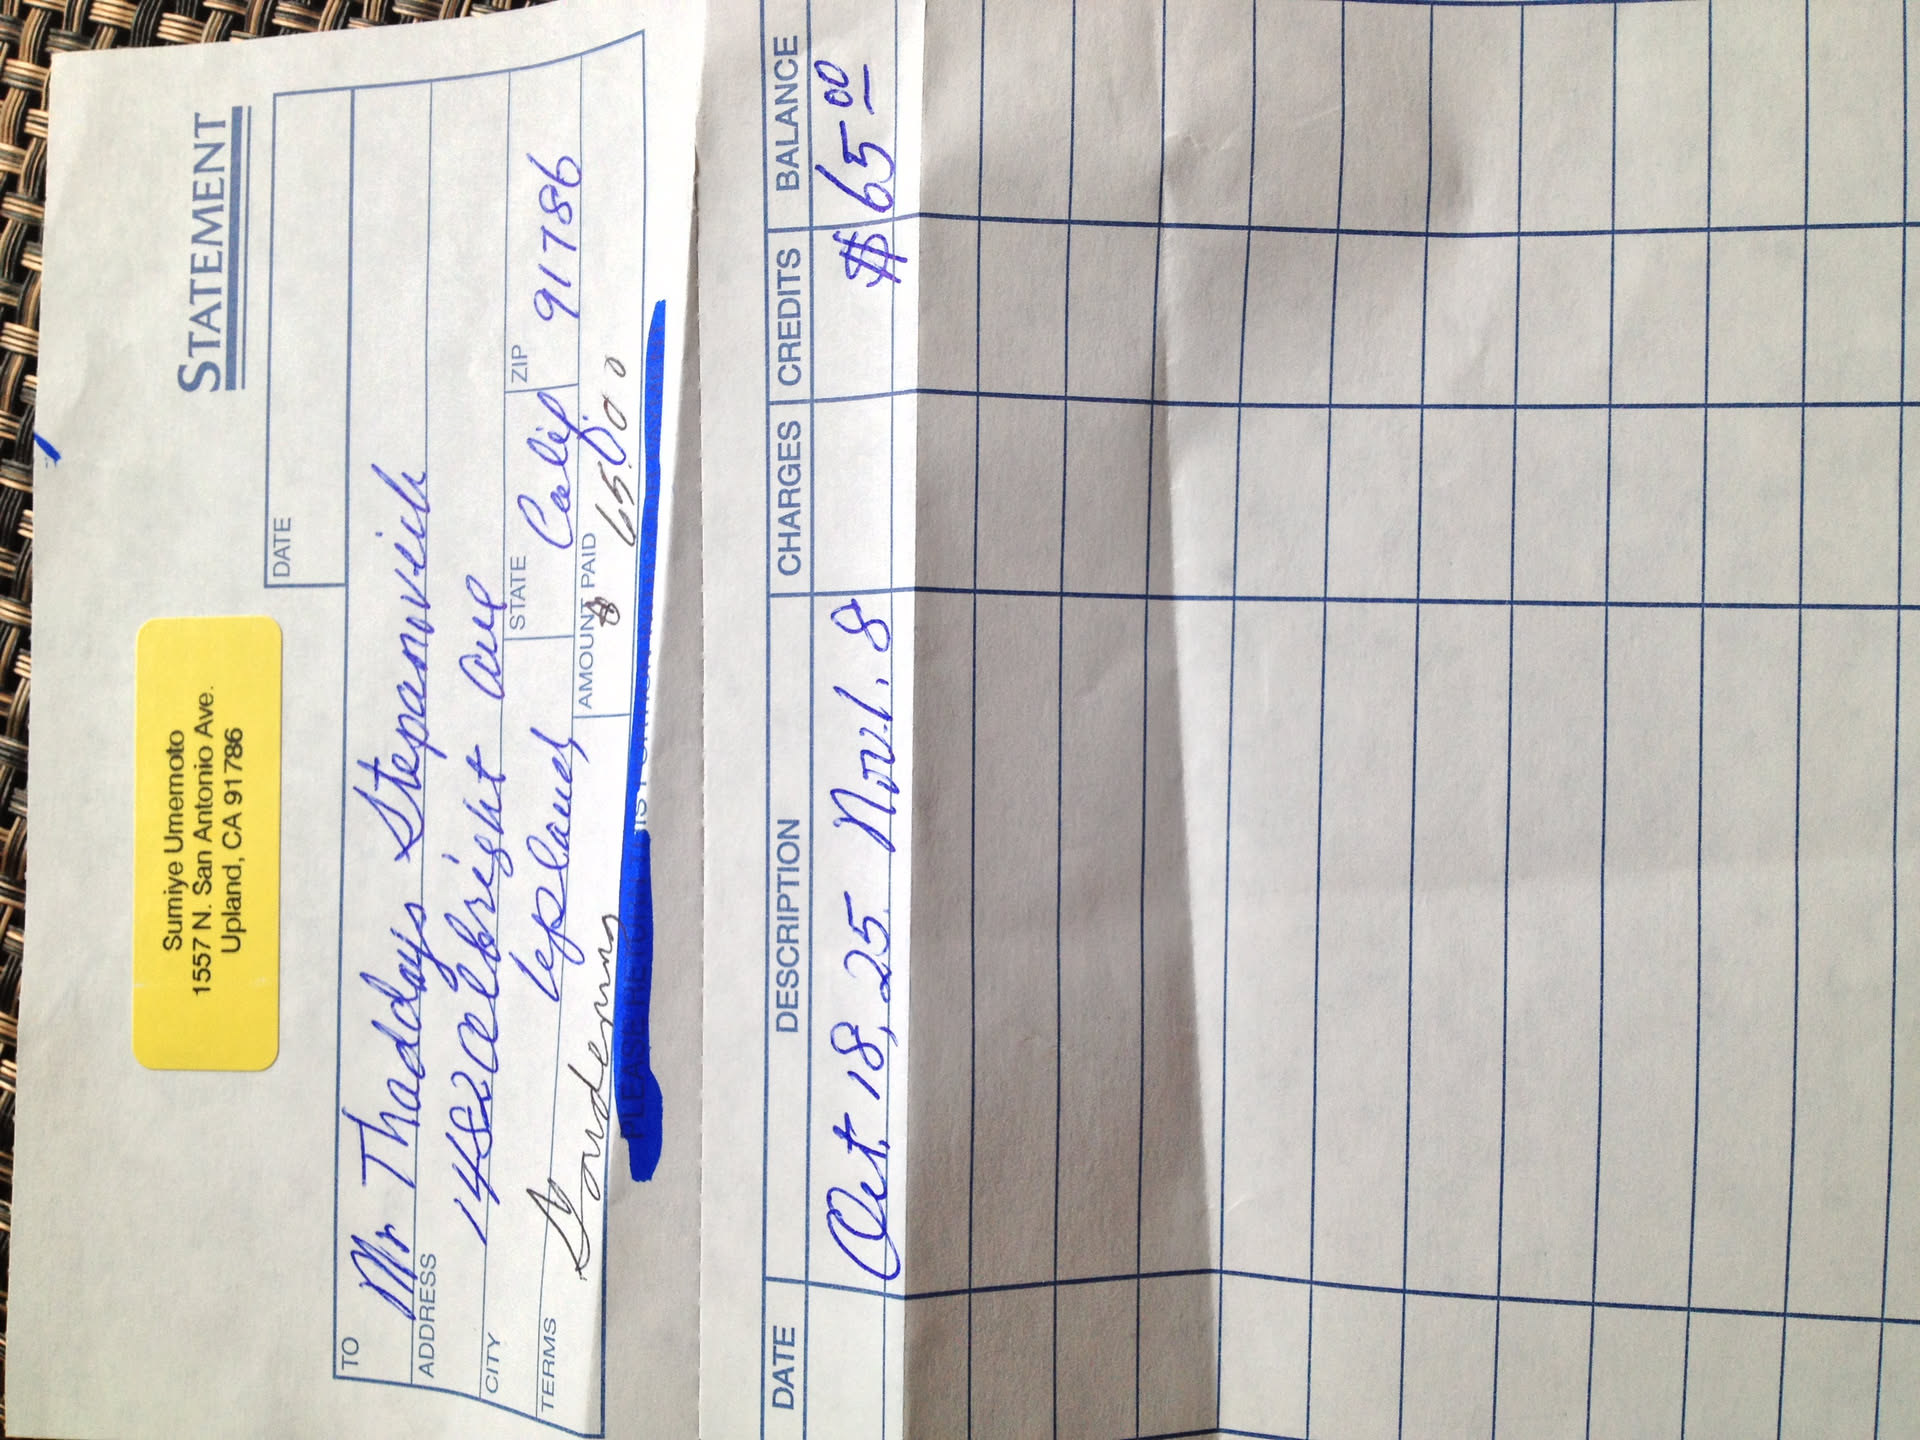 STATEMENT
Sumiye Umemoto
1557 N. San Antonio Ave.
Upland, CA 91786
DATE
TO Mr Thaddays Stepanovich
ADDRESS 1482 Albright Ave
CITY Upland STATE Calif ZIP 91786
TERMS Gardening AMOUNT PAID $ 65.00
DATE DESCRIPTION CHARGES CREDITS BALANCE
Oct. 18, 25 Nov. 8 $65 00